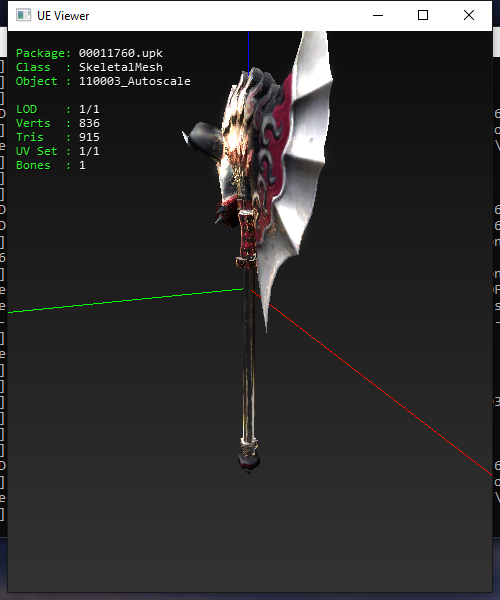 UE Viewer
Package: 00011760.upk
Class : SkeletalMesh
Object : 110003_Autoscale
LOD : 1/1
Verts : 836
Tris : 915
UV Set : 1/1
Bones : 1